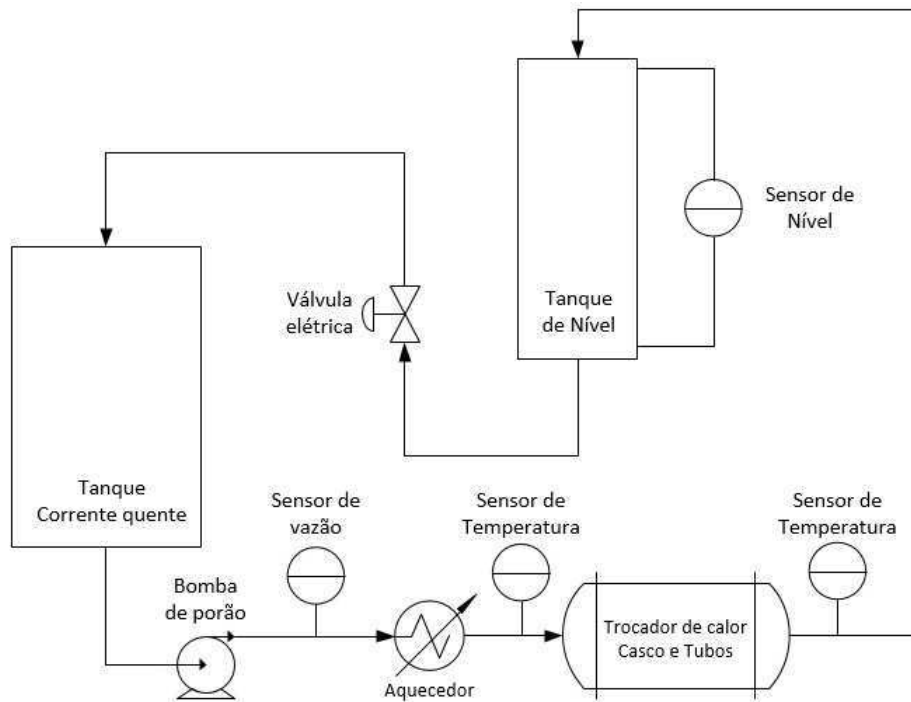 Sensor de
Nível
Tanque
de Nível
Válvula
elétrica
Tanque
Corrente quente
Sensor de
vazão
Sensor de
Temperatura
Sensor de
Temperatura
Bomba
de porão
Trocador de calor
Casco e Tubos
Aquecedor